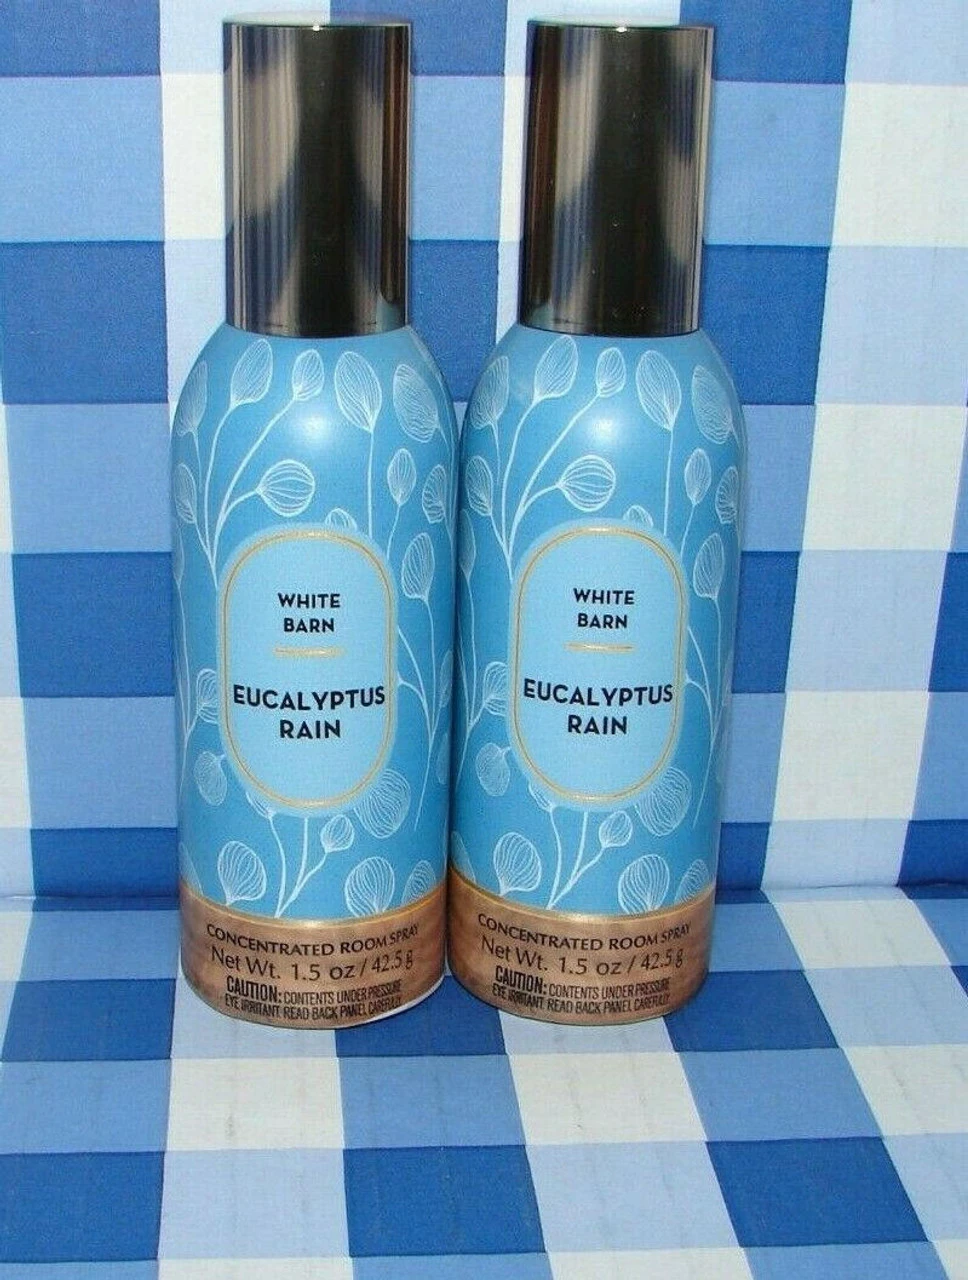 WHITE
BARN
EUCALYPTUS
RAIN
CONCENTRATED ROOM SPRAY
Net Wt. 1.5 oz / 42.5 g
CAUTION: CONTENTS UNDER PRESSURE
EYE IRRITANT READ BACK PANEL CAREFULLY
WHITE
BARN
EUCALYPTUS
RAIN
CONCENTRATED ROOM SPRAY
Net Wt. 1.5 oz / 42.5 g
CAUTION: CONTENTS UNDER PRESSURE
EYE IRRITANT READ BACK PANEL CAREFULLY